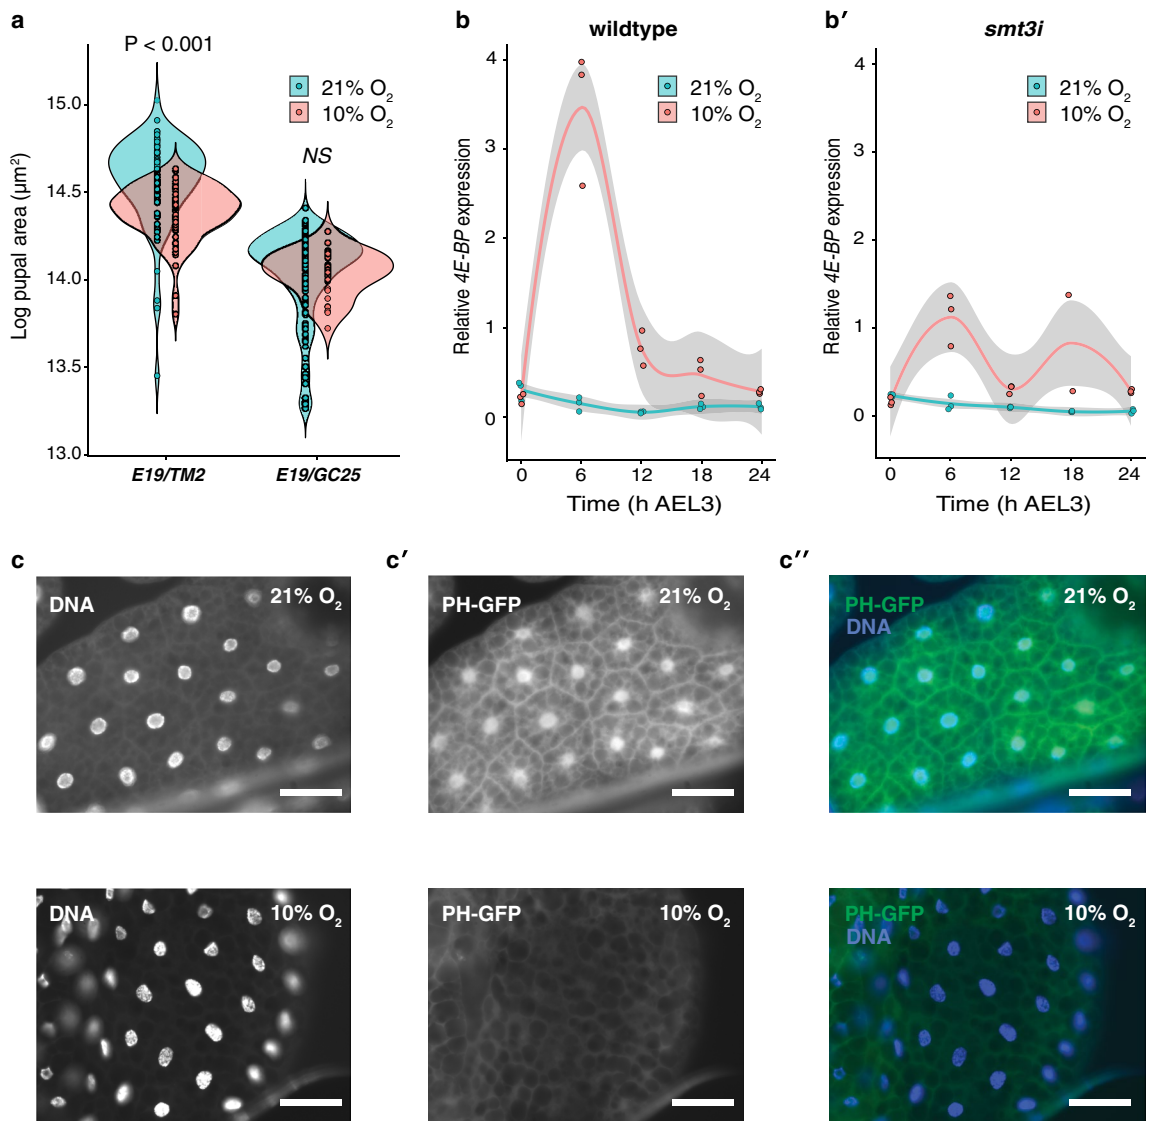 a
P < 0.001
21% O2
10% O2
NS
Log pupal area (µm²)
15.0
14.5
14.0
13.5
13.0
E19/TM2
E19/GC25
b
wildtype
21% O2
10% O2
Relative 4E-BP expression
4
3
2
1
0
0 6 12 18 24
Time (h AEL3)
b′
smt3i
21% O2
10% O2
Relative 4E-BP expression
4
3
2
1
0
0 6 12 18 24
Time (h AEL3)
c
DNA
21% O2
c′
PH-GFP
21% O2
c′′
PH-GFP
DNA
21% O2
DNA
10% O2
PH-GFP
10% O2
PH-GFP
DNA
10% O2